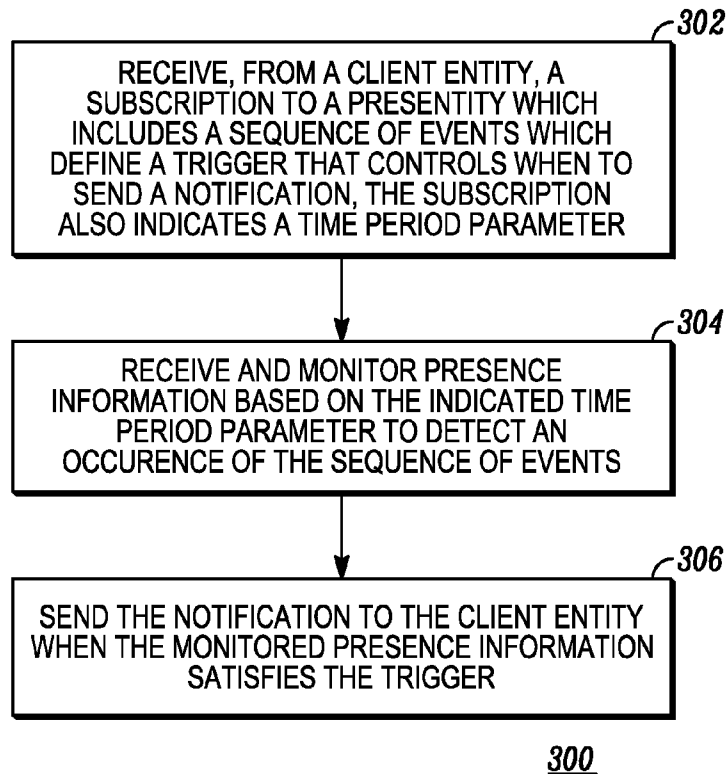 302
RECEIVE, FROM A CLIENT ENTITY, A
SUBSCRIPTION TO A PRESENTITY WHICH
INCLUDES A SEQUENCE OF EVENTS WHICH
DEFINE A TRIGGER THAT CONTROLS WHEN TO
SEND A NOTIFICATION, THE SUBSCRIPTION
ALSO INDICATES A TIME PERIOD PARAMETER
304
RECEIVE AND MONITOR PRESENCE
INFORMATION BASED ON THE INDICATED TIME
PERIOD PARAMETER TO DETECT AN
OCCURENCE OF THE SEQUENCE OF EVENTS
306
SEND THE NOTIFICATION TO THE CLIENT ENTITY
WHEN THE MONITORED PRESENCE INFORMATION
SATISFIES THE TRIGGER
300